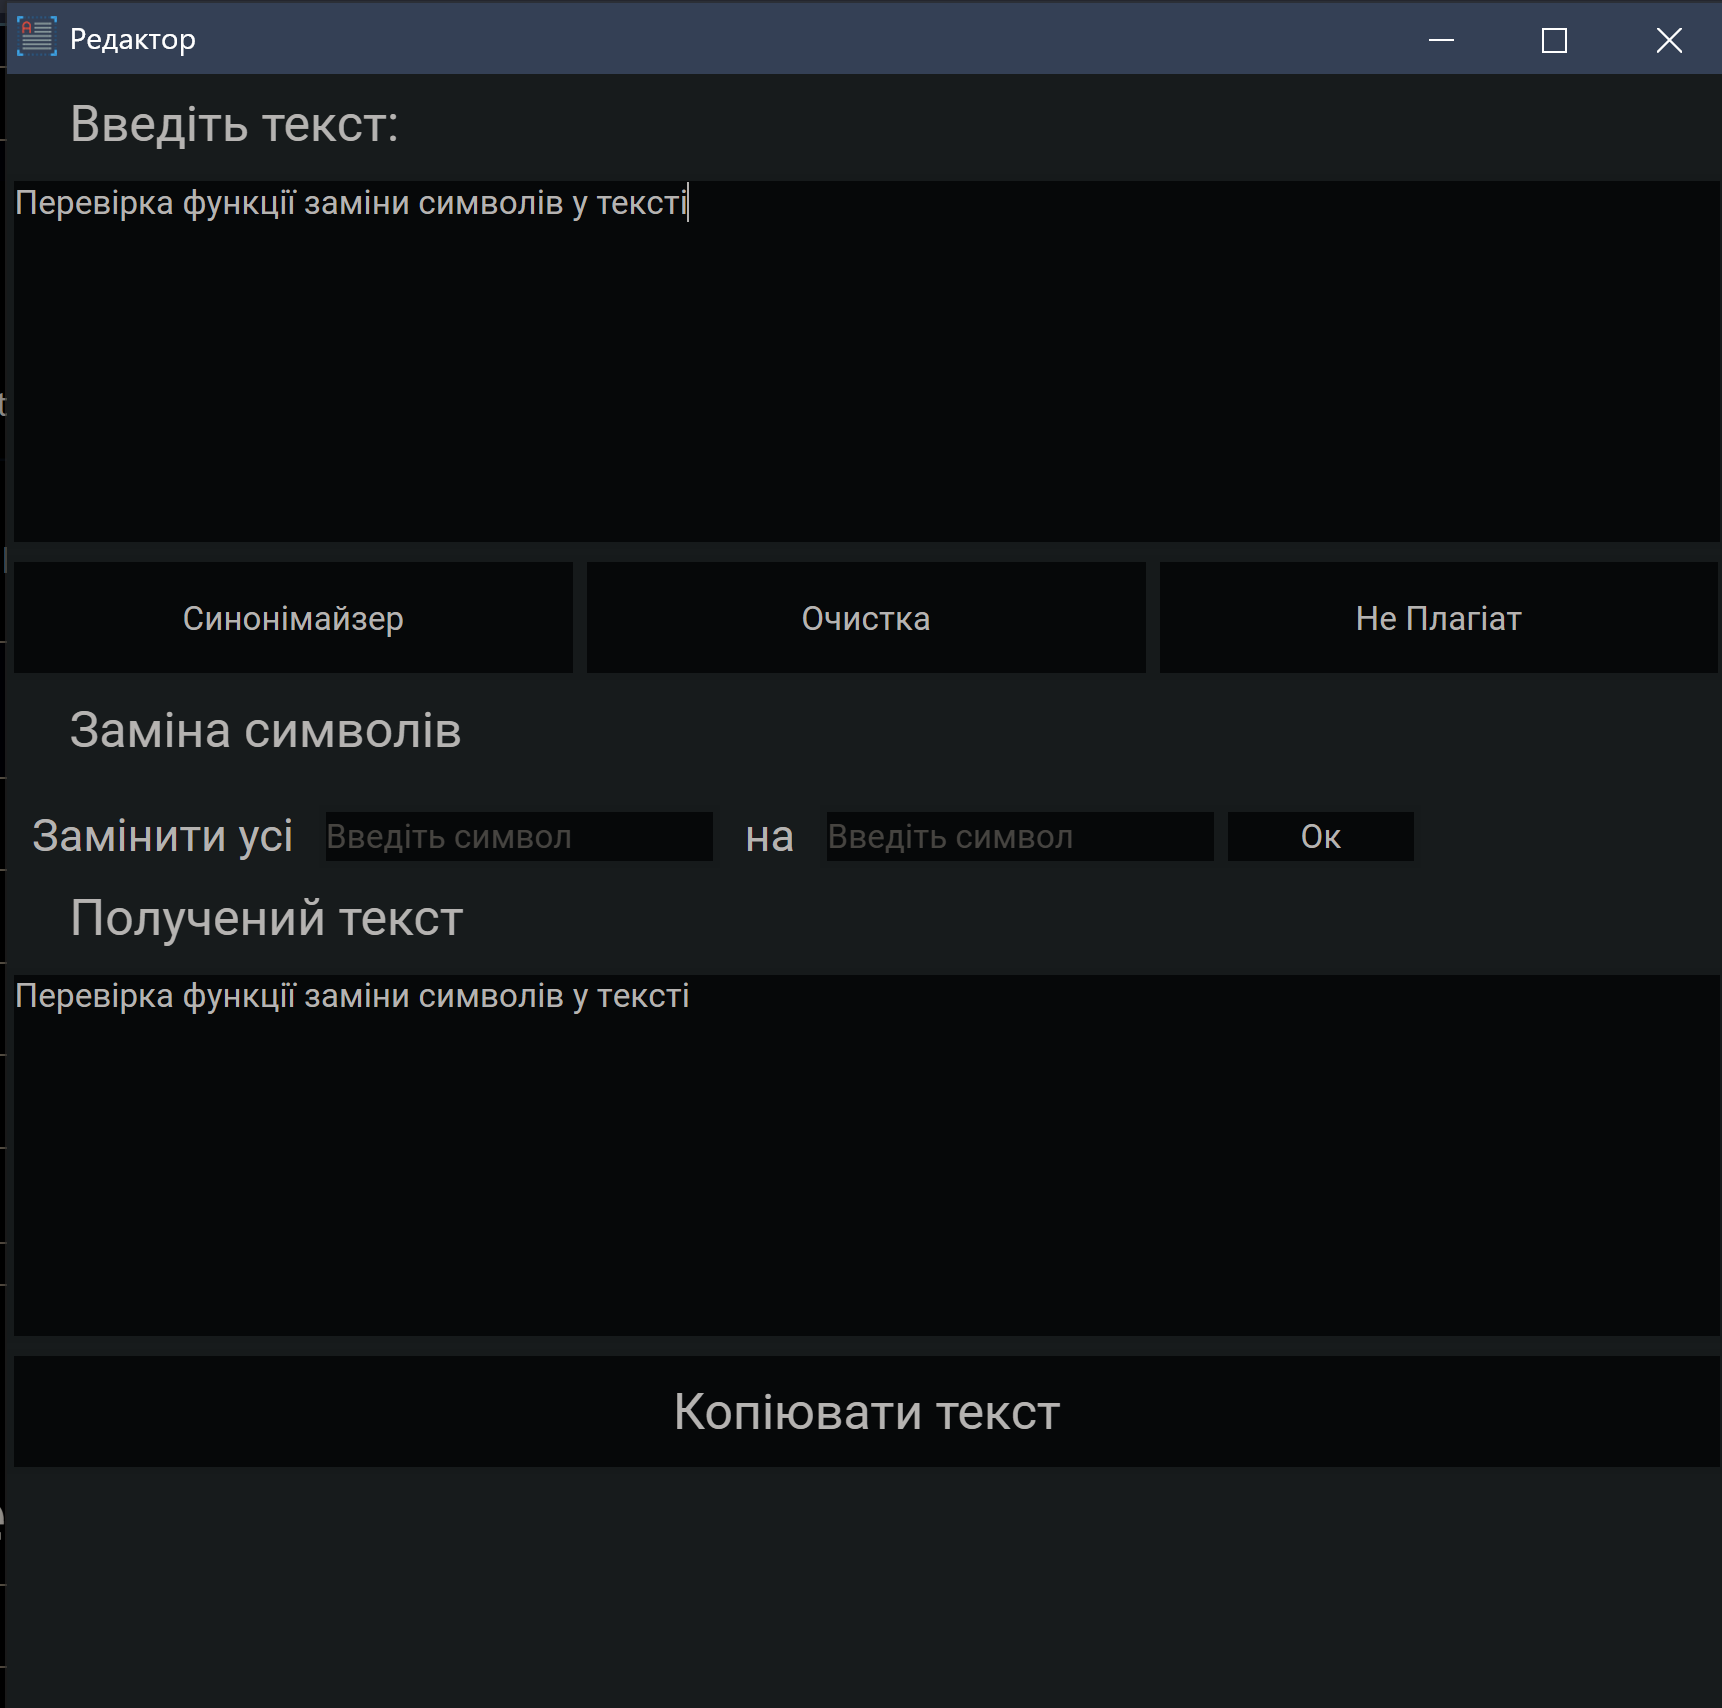 Редактор
Введіть текст:
Перевірка функції заміни символів у тексті
Синонімайзер Очистка Не Плагіат
Заміна символів
Замінити усі Введіть символ на Введіть символ Ок
Получений текст
Перевірка функції заміни символів у тексті
Копіювати текст